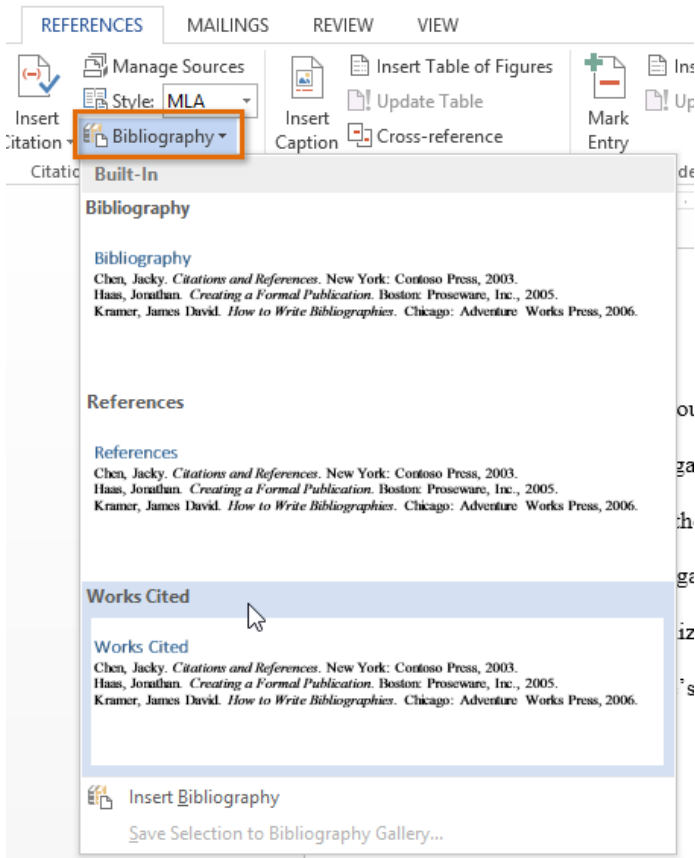 REFERENCES MAILINGS REVIEW VIEW
Manage Sources Insert Table of Figures
Style: MLA Update Table
Insert Insert Mark
Bibliography Cross-reference
Caption Entry
Built-In
Bibliography
Bibliography
Chen, Jacky. Citations and References. New York: Contoso Press, 2003.
Haas, Jonathan. Creating a Formal Publication. Boston: Proseware, Inc., 2005.
Kramer, James David. How to Write Bibliographies. Chicago: Adventure Works Press, 2006.
References
References
Chen, Jacky. Citations and References. New York: Contoso Press, 2003.
Haas, Jonathan. Creating a Formal Publication. Boston: Proseware, Inc., 2005.
Kramer, James David. How to Write Bibliographies. Chicago: Adventure Works Press, 2006.
Works Cited
Works Cited
Chen, Jacky. Citations and References. New York: Contoso Press, 2003.
Haas, Jonathan. Creating a Formal Publication. Boston: Proseware, Inc., 2005.
Kramer, James David. How to Write Bibliographies. Chicago: Adventure Works Press, 2006.
Insert Bibliography
Save Selection to Bibliography Gallery...